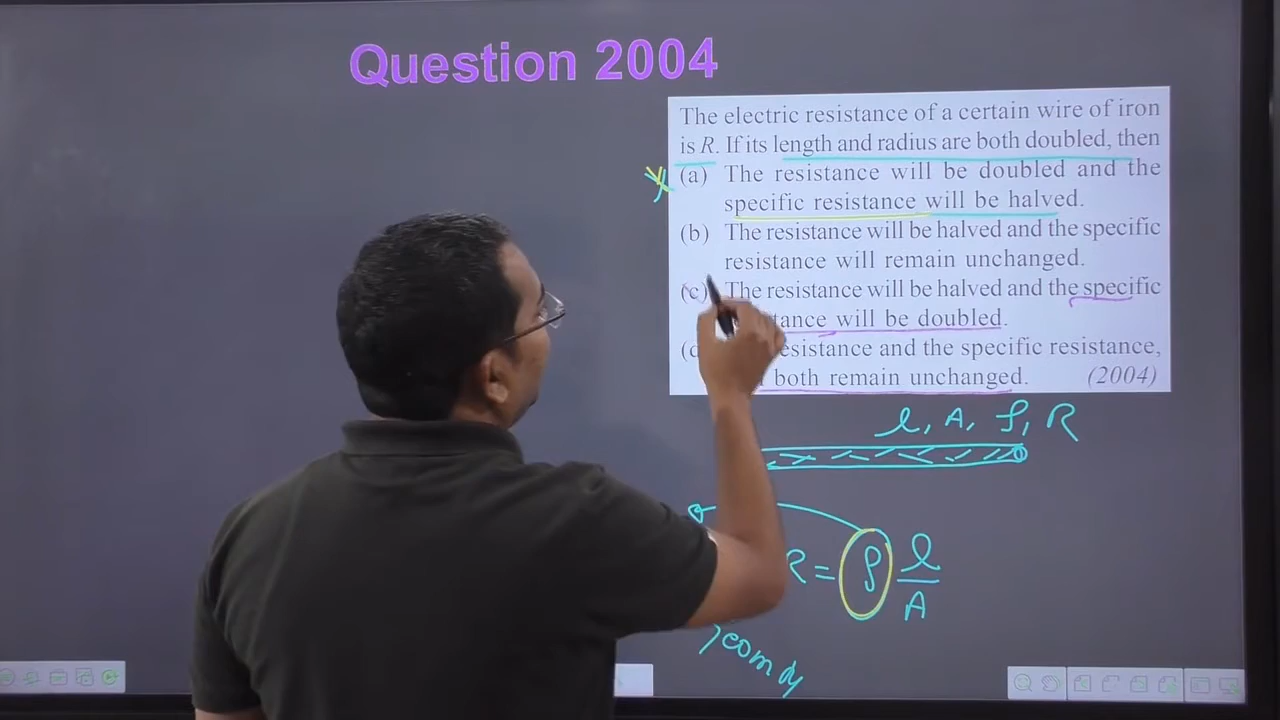 Question 2004
The electric resistance of a certain wire of iron
is R. If its length and radius are both doubled, then
(a) The resistance will be doubled and the
specific resistance will be halved.
(b) The resistance will be halved and the specific
resistance will remain unchanged.
(c) The resistance will be halved and the specific
tance will be doubled.
esistance and the specific resistance,
both remain unchanged. (2004)
l, A, ρ, R
R = ρ l
A